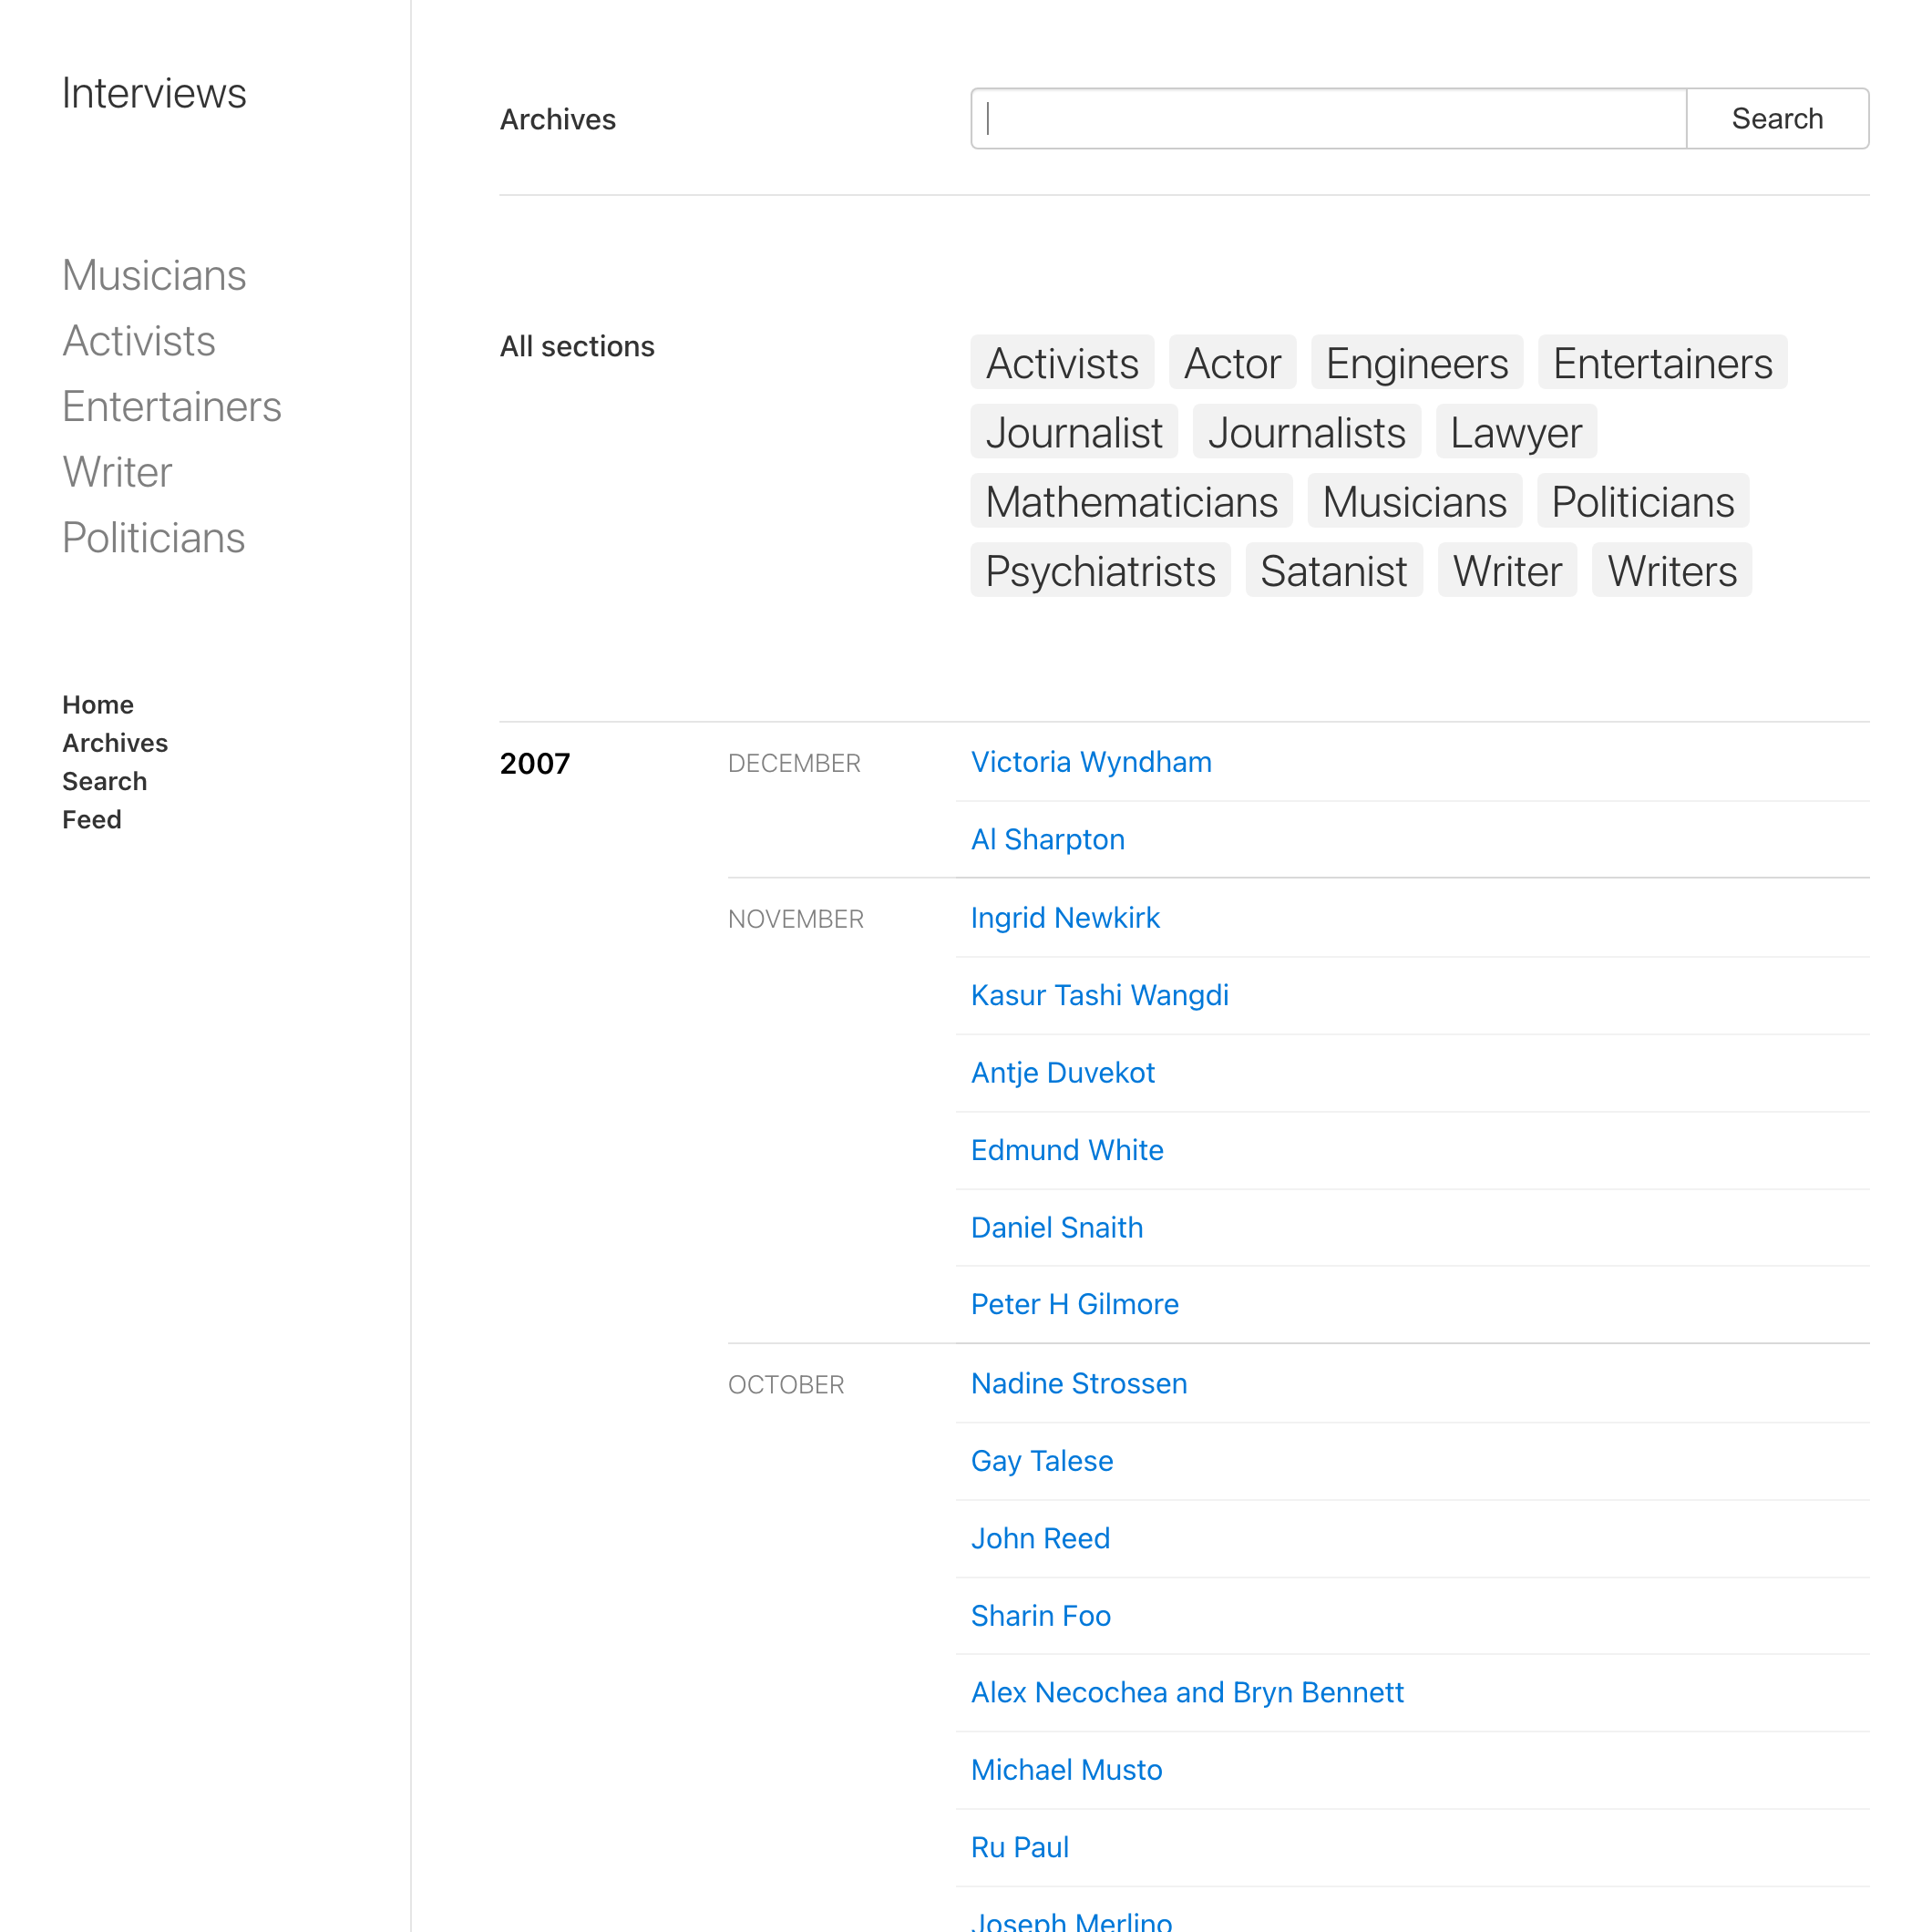 Interviews
Musicians
Activists
Entertainers
Writer
Politicians
Home
Archives
Search
Feed
Archives
Search
All sections
Activists Actor Engineers Entertainers
Journalist Journalists Lawyer
Mathematicians Musicians Politicians
Psychiatrists Satanist Writer Writers
2007 DECEMBER Victoria Wyndham
Al Sharpton
NOVEMBER Ingrid Newkirk
Kasur Tashi Wangdi
Antje Duvekot
Edmund White
Daniel Snaith
Peter H Gilmore
OCTOBER Nadine Strossen
Gay Talese
John Reed
Sharin Foo
Alex Necochea and Bryn Bennett
Michael Musto
Ru Paul
Joseph Merlino